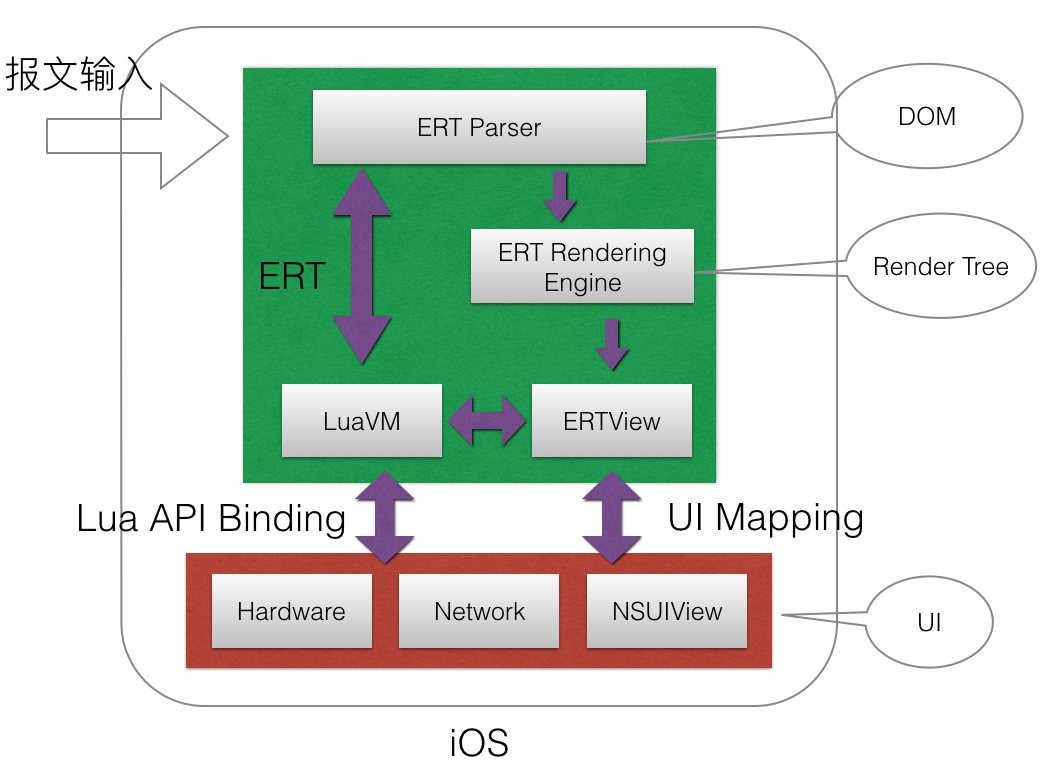 报文输入
ERT Parser
DOM
ERT Rendering
Engine
Render Tree
ERT
LuaVM
ERTView
Lua API Binding
UI Mapping
Hardware
Network
NSUIView
UI
iOS